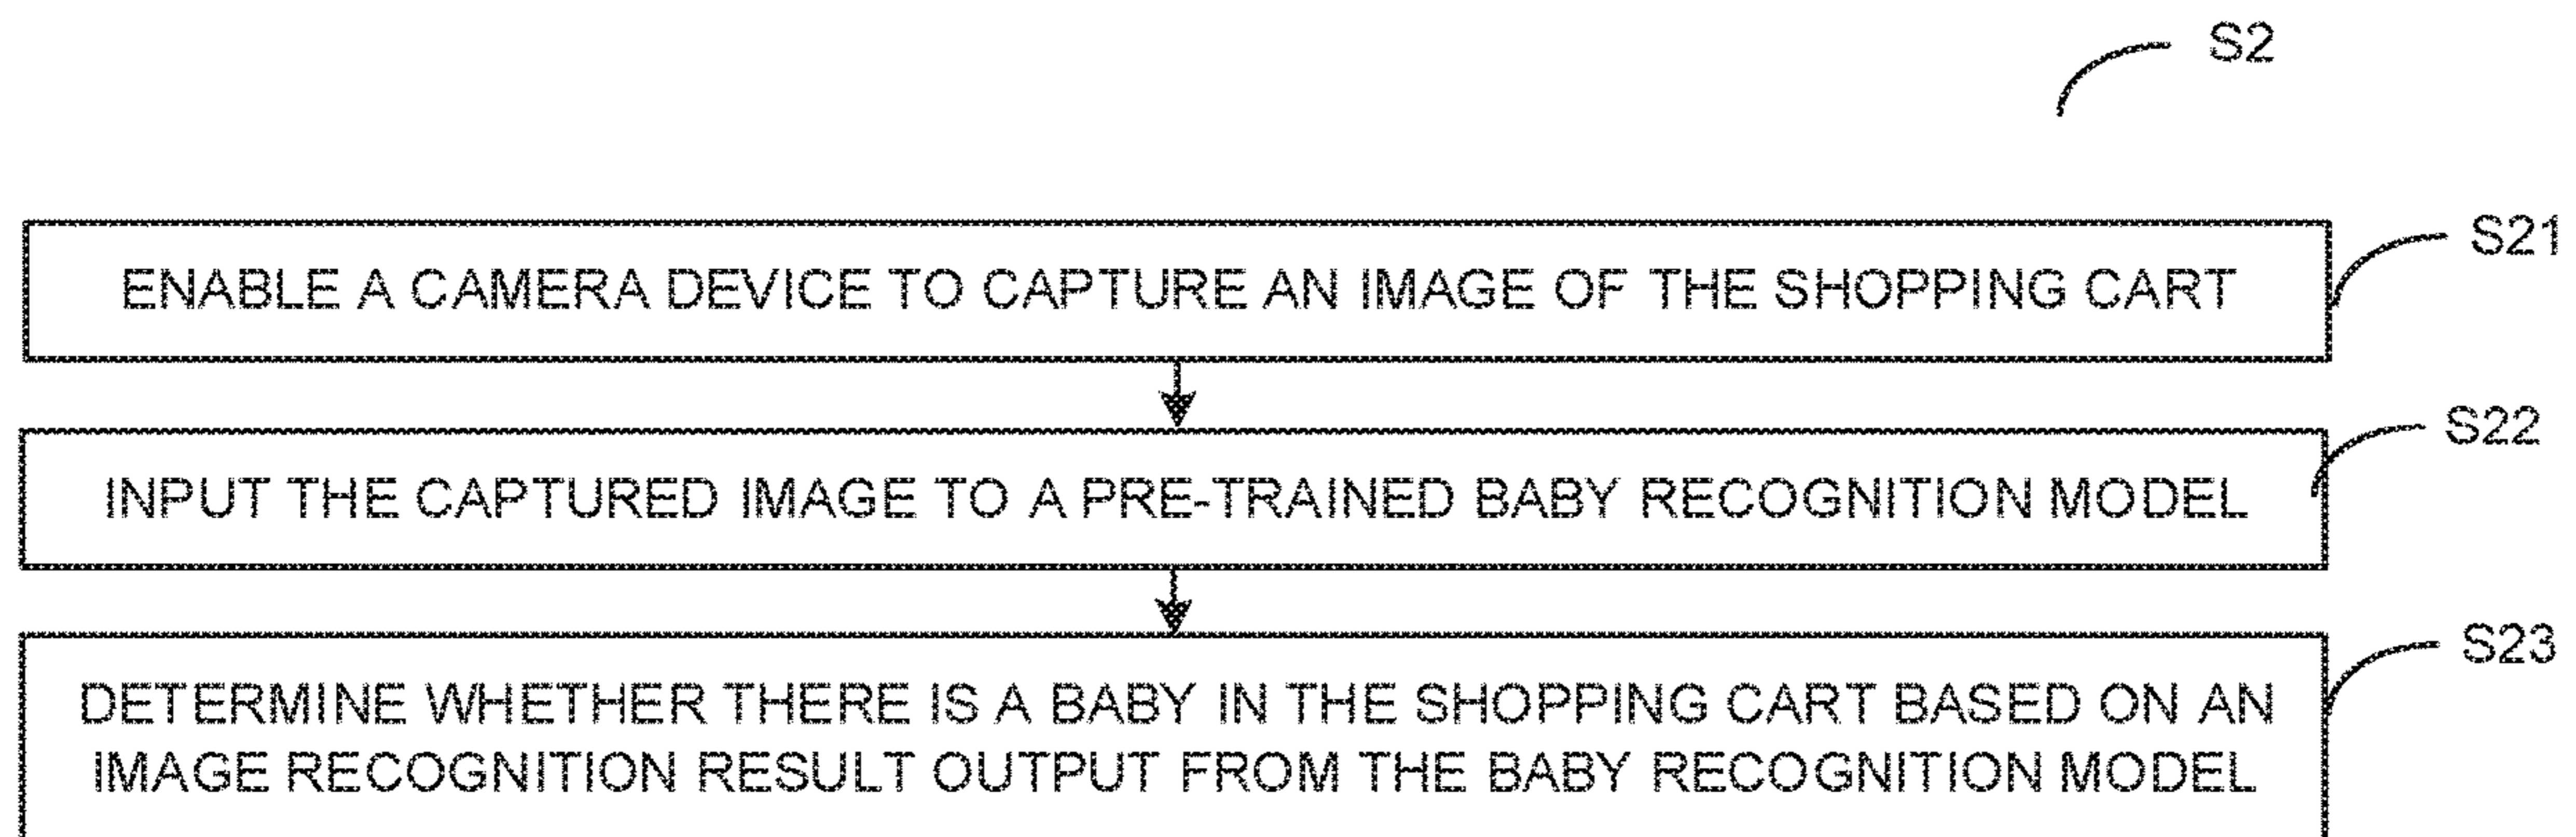 S2
ENABLE A CAMERA DEVICE TO CAPTURE AN IMAGE OF THE SHOPPING CART
S21
INPUT THE CAPTURED IMAGE TO A PRE-TRAINED BABY RECOGNITION MODEL
S22
DETERMINE WHETHER THERE IS A BABY IN THE SHOPPING CART BASED ON AN
IMAGE RECOGNITION RESULT OUTPUT FROM THE BABY RECOGNITION MODEL
S23